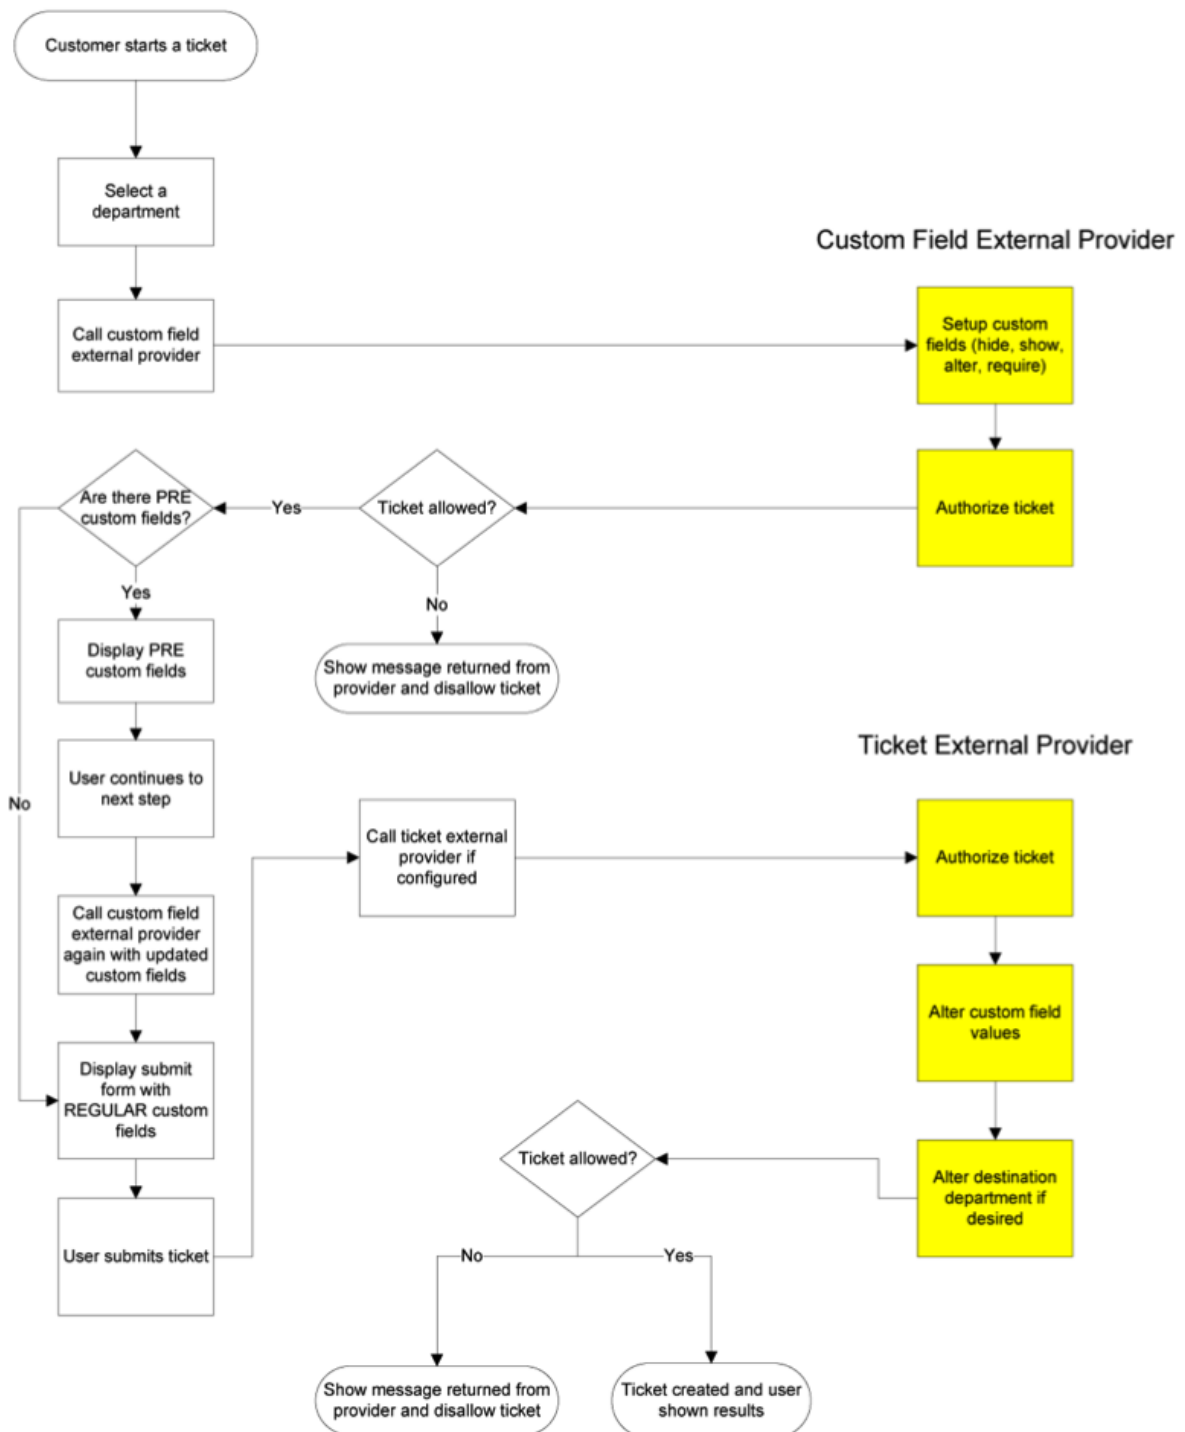 Customer starts a ticket
Select a
department
Custom Field External Provider
Call custom field
external provider
Setup custom
fields (hide, show,
alter, require)
Are there PRE
custom fields?
Yes
Ticket allowed?
Authorize ticket
Yes
No
Display PRE
custom fields
Show message returned from
provider and disallow ticket
Ticket External Provider
User continues to
next step
No
Call ticket external
provider if
configured
Authorize ticket
Call custom field
external provider
again with updated
custom fields
Alter custom field
values
Display submit
form with
REGULAR custom
fields
Ticket allowed?
Alter destination
department if
desired
User submits ticket
No
Yes
Show message returned from
provider and disallow ticket
Ticket created and user
shown results